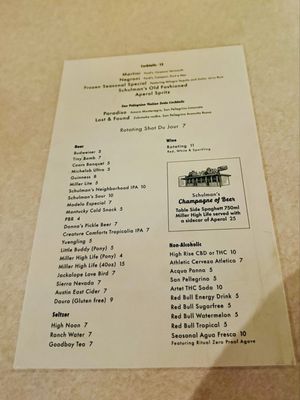 Cocktails 12
Martini
Negroni
Frozen Seasonal Special
Schulman's Old Fashioned
Aperol Spritz
San Pellegrino Italian Soda Cocktails
Paradiso
Lost & Found
Rotating Shot Du Jour 7
Beer
Budweiser 5
Tiny Bomb 7
Coors Banquet 5
Michelob Ultra 5
Guinness 8
Miller Lite 5
Schulman's Neighborhood IPA 10
Schulman's Sour 10
Modelo Especial 7
Mantucky Cold Snack 5
PBR 4
Donna's Pickle Beer 7
Creature Comforts Tropicalia IPA 7
Yuengling 5
Little Buddy (Pony) 5
Miller High Life (Pony) 4
Miller High Life (40oz) 15
Jackalope Love Bird 7
Sierra Nevada 7
Austin East Cider 7
Daura (Gluten free) 9
Seltzer
High Noon 7
Ranch Water 7
Goodboy Tea 7
Wine
Rotating 11
Red, White & Sparkling
Schulman's
Champagne of Beer
Table Side Spaghett 750ml
Miller High Life served with
a sidecar of Aperol 25
Non-Alcoholic
High Rise CBD or THC 10
Athletic Cerveza Atletica 7
Acqua Panna 5
San Pellegrino 5
Artet THC Soda 10
Red Bull Energy Drink 5
Red Bull Sugarfree 5
Red Bull Watermelon 5
Red Bull Tropical 5
Seasonal Agua Fresca 10
Featuring Ritual Zero Proof Agave